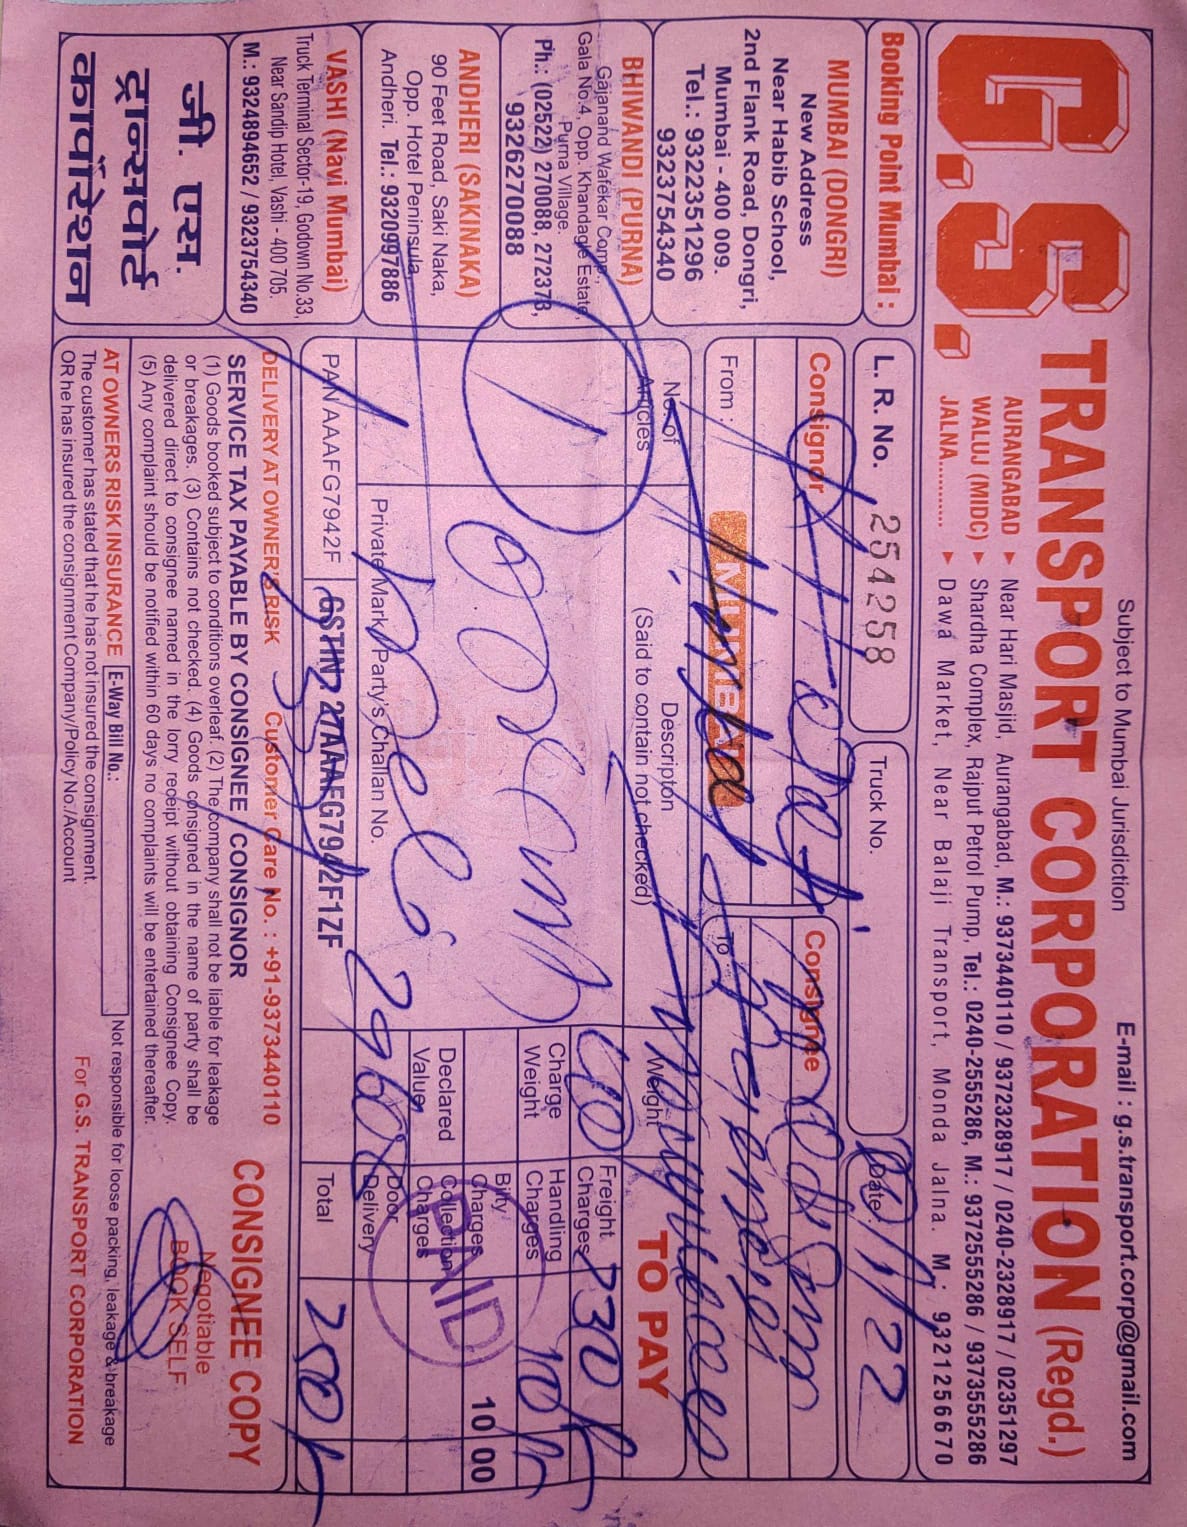 Subject to Mumbai Jurisdiction
E-mail : g.s.transport.corp@gmail.com
G.S. TRANSPORT CORPORATION (Regd.)
AURANGABAD ➤ Near Hari Masjid, Aurangabad, M.: 9373440110 / 9372328917 / 0240-2328917 / 02351297
WALUJ (MIDC) ➤ Shardha Complex, Rajput Petrol Pump, Tel.: 0240-2555286, M.: 9372555286 / 9373555286
JALNA............ ➤ Dawa Market, Near Balaji Transport, Monda Jalna. M : 9321256670
Booking Point Mumbai :
MUMBAI (DONGRI)
New Address
Near Habib School,
2nd Flank Road, Dongri,
Mumbai - 400 009.
Tel.: 9322351296
9323754340
BHIWANDI (PURNA)
Gajanand Wafekar Comp.,
Gala No.4, Opp. Khandage Estate,
Purna Village.
Ph.: (02522) 270088, 272373,
9326270088
ANDHERI (SAKINAKA)
90 Feet Road, Saki Naka,
Opp. Hotel Peninsula
Andheri. Tel.: 9320997886
VASHI (Navi Mumbai)
Truck Terminal Sector-19, Godown No.33,
Near Sandip Hotel, Vashi - 400 705.
M.: 9324894652 / 9323754340
जी. एस.
ट्रान्सपोर्ट
कार्पोरेशन
L. R. No. 254258
Truck No.
Date
/1/22
Consignor
Consignee
From :
MUMBAI
To :
No. of Articles
Descripton
(Said to contain not checked)
Weight
TO PAY
Freight Charges 230
Charge Weight
Handling Charges 10
Bilty Charges 10 00
Declared Value
Collection Charges
Door Delivery
PAID
Private Mark / Party's Challan No.
2960
PAN AAAFG7942F
GSTIN : 27AAAFG7942F1ZF
Total 250
DELIVERY AT OWNER'S RISK Customer Care No. : +91-9373440110
SERVICE TAX PAYABLE BY CONSIGNEE / CONSIGNOR
(1) Goods booked subject to conditions overleaf. (2) The company shall not be liable for leakage
or breakages. (3) Contains not checked. (4) Goods consigned in the name of party shall be
delivered direct to consignee named in the lorry receipt without obtaining Consignee Copy.
(5) Any complaint should be notified within 60 days no complaints will be entertained thereafter.
CONSIGNEE COPY
Negotiable
BOOK SELF
AT OWNERS RISK INSURANCE E-Way Bill No.:
The customer has stated that he has not insured the consignment.
OR he has insured the consignment Company/Policy No./Account
Not responsible for loose packing, leakage & breakage
For G.S. TRANSPORT CORPORATION